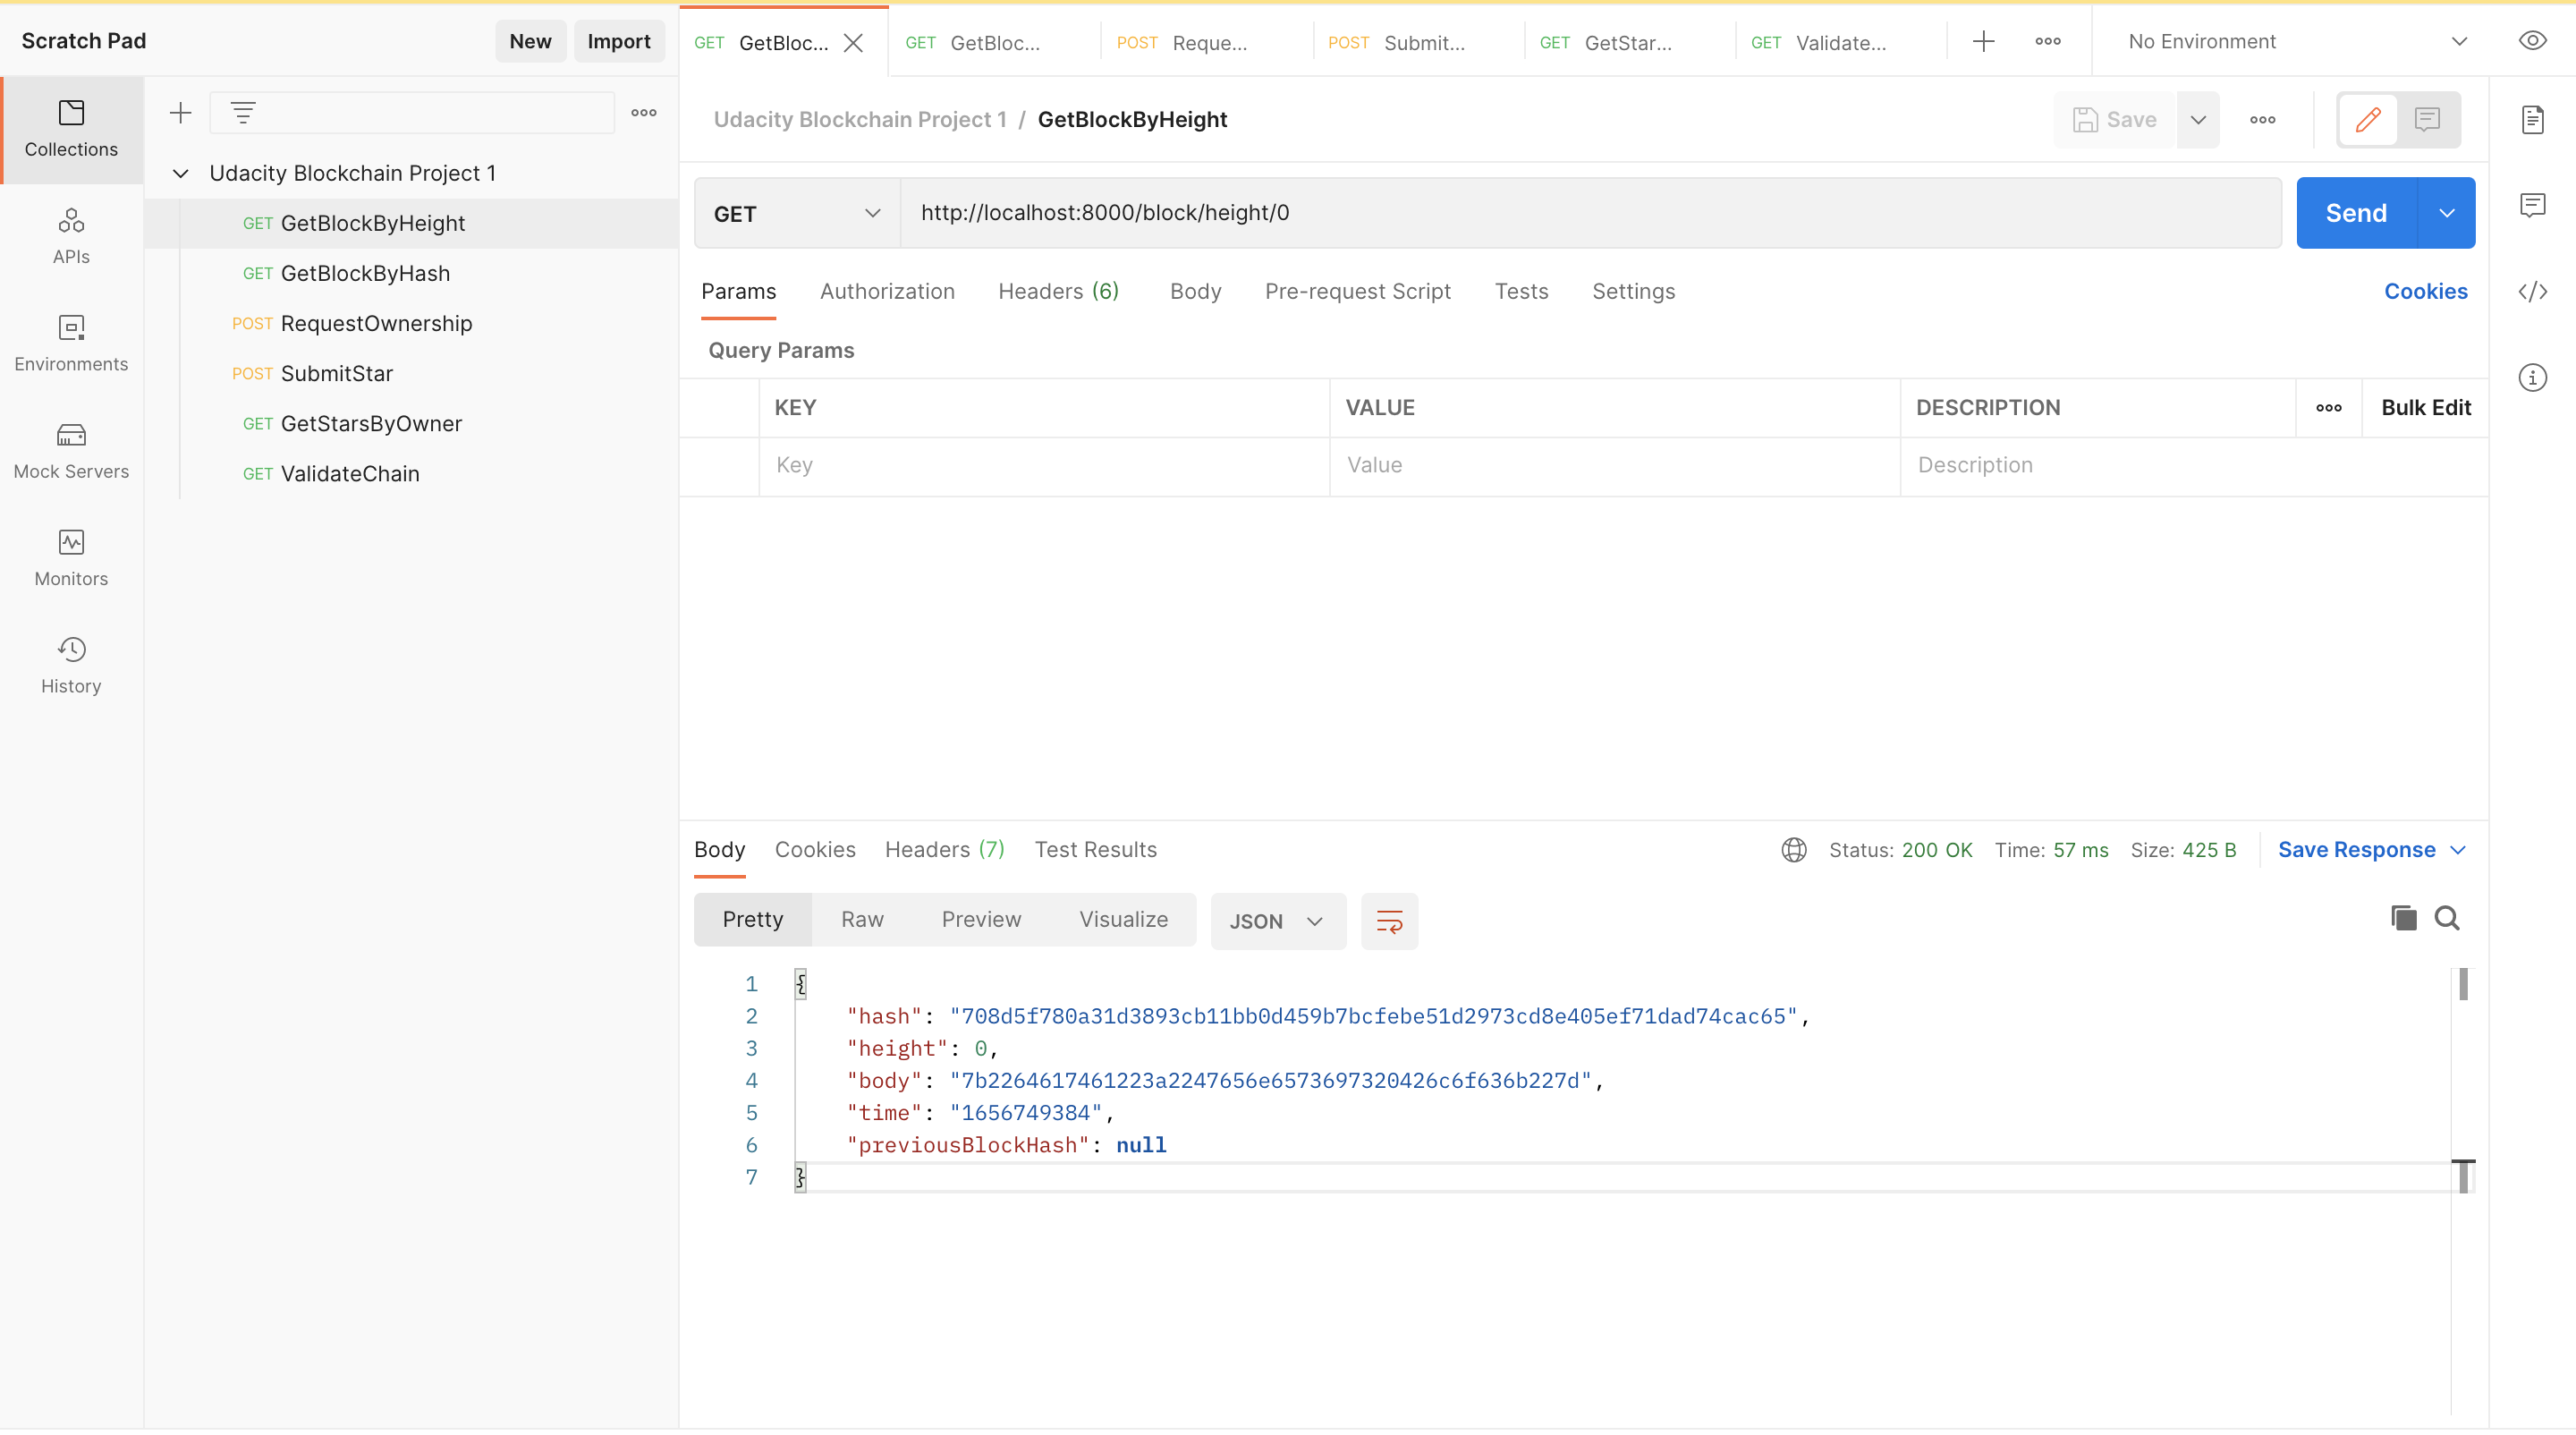 Scratch Pad
New
Import
GET GetBloc...
GET GetBloc...
POST Reque...
POST Submit...
GET GetStar...
GET Validate...
No Environment
Collections
APIs
Environments
Mock Servers
Monitors
History
Udacity Blockchain Project 1
GET GetBlockByHeight
GET GetBlockByHash
POST RequestOwnership
POST SubmitStar
GET GetStarsByOwner
GET ValidateChain
Udacity Blockchain Project 1 / GetBlockByHeight
Save
GET
http://localhost:8000/block/height/0
Send
Params Authorization Headers (6) Body Pre-request Script Tests Settings
Cookies
Query Params
KEY VALUE DESCRIPTION Bulk Edit
Key Value Description
Body Cookies Headers (7) Test Results
Status: 200 OK Time: 57 ms Size: 425 B
Save Response
Pretty Raw Preview Visualize JSON
1 {
2 "hash": "708d5f780a31d3893cb11bb0d459b7bcfebe51d2973cd8e405ef71dad74cac65",
3 "height": 0,
4 "body": "7b2264617461223a2247656e6573697320426c6f636b227d",
5 "time": "1656749384",
6 "previousBlockHash": null
7 }